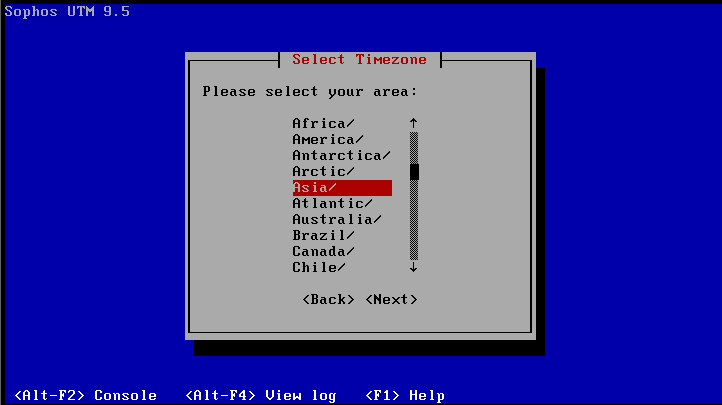 Sophos UTM 9.5
Select Timezone
Please select your area:
Africa/
America/
Antarctica/
Arctic/
Asia/
Atlantic/
Australia/
Brazil/
Canada/
Chile/
<Back> <Next>
<Alt-F2> Console <Alt-F4> View log <F1> Help